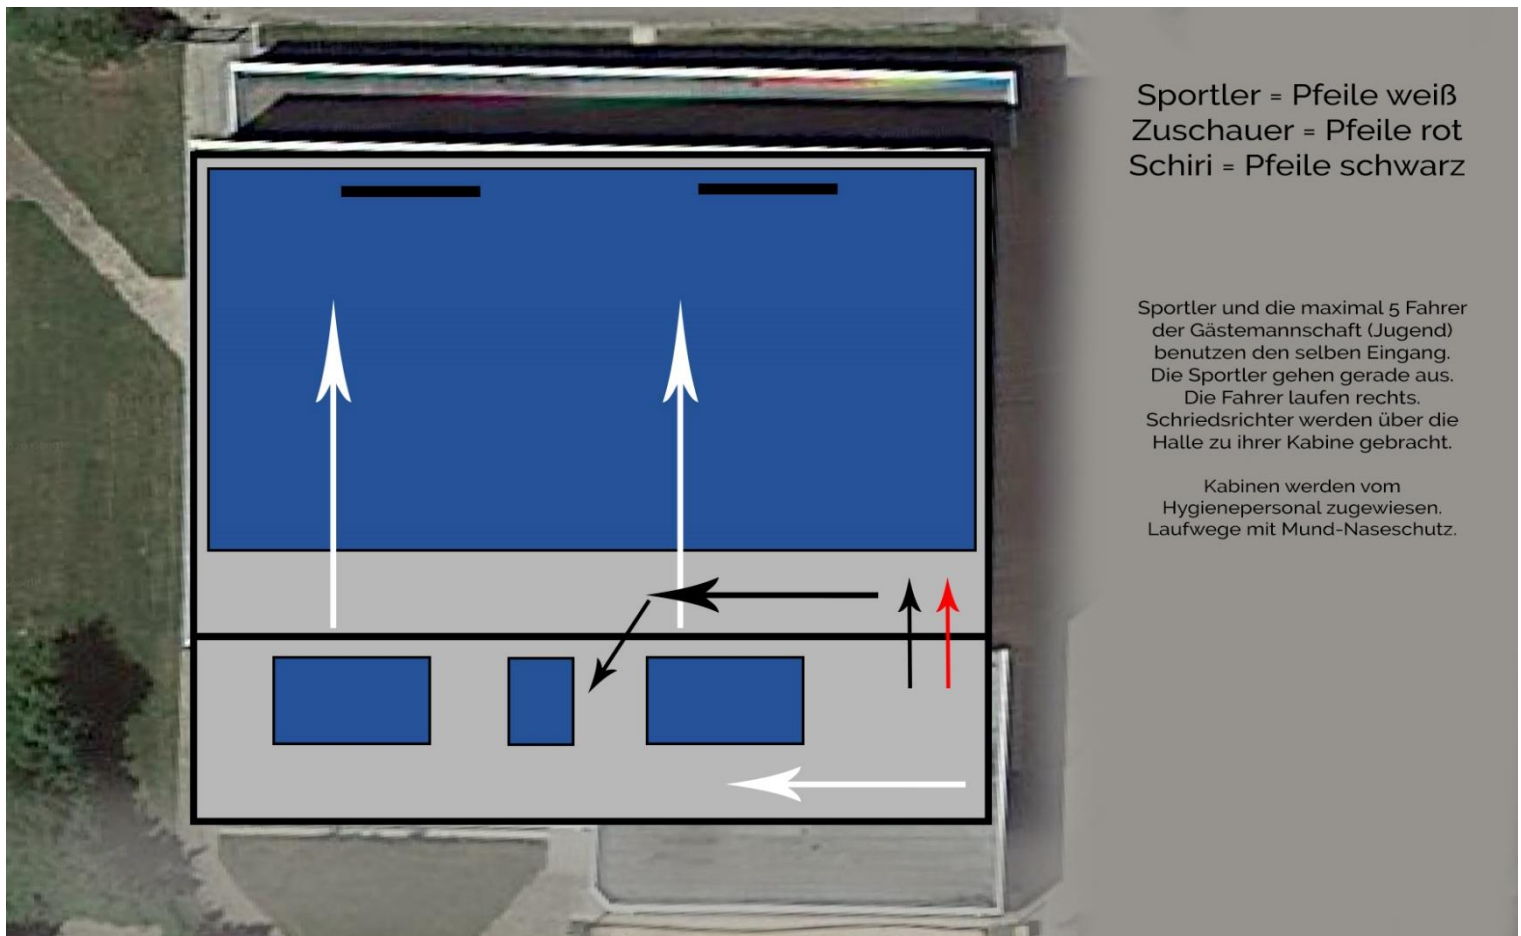 Sportler = Pfeile weiß
Zuschauer = Pfeile rot
Schiri = Pfeile schwarz
Sportler und die maximal 5 Fahrer
der Gästemannschaft (Jugend)
benutzen den selben Eingang.
Die Sportler gehen gerade aus.
Die Fahrer laufen rechts.
Schriedsrichter werden über die
Halle zu ihrer Kabine gebracht.
Kabinen werden vom
Hygienepersonal zugewiesen.
Laufwege mit Mund-Naseschutz.